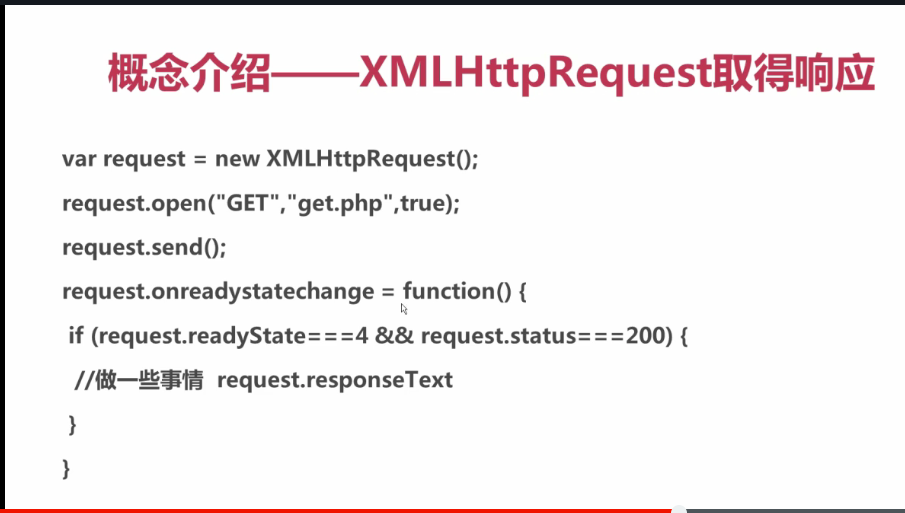 概念介绍——XMLHttpRequest取得响应
var request = new XMLHttpRequest();
request.open("GET","get.php",true);
request.send();
request.onreadystatechange = function() {
if (request.readyState===4 && request.status===200) {
//做一些事情 request.responseText
}
}